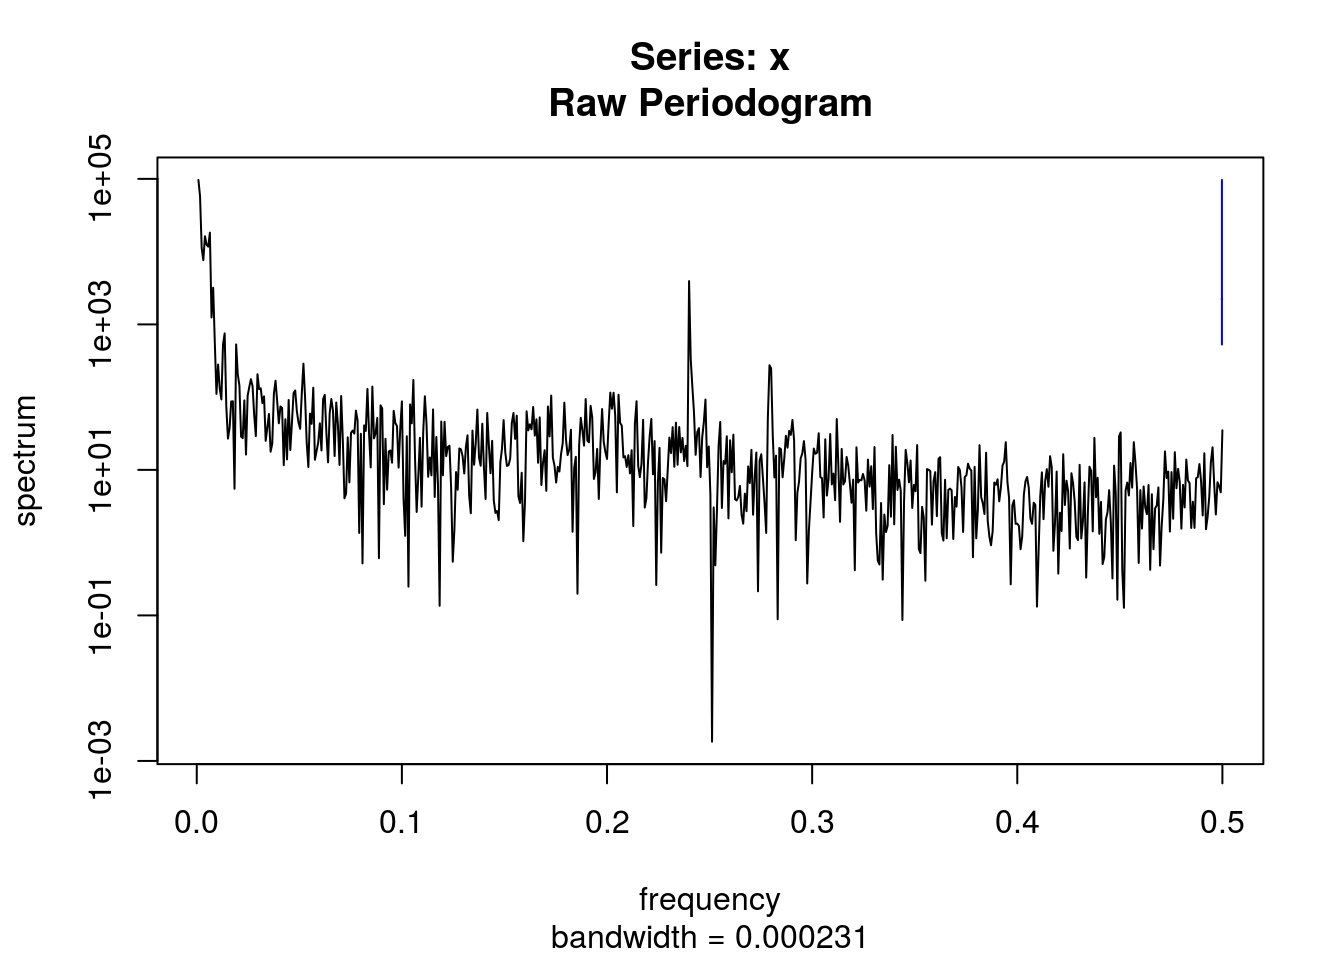 Series: x
Raw Periodogram
spectrum
1e+05
1e+03
1e+01
1e-01
1e-03
0.0 0.1 0.2 0.3 0.4 0.5
frequency
bandwidth = 0.000231